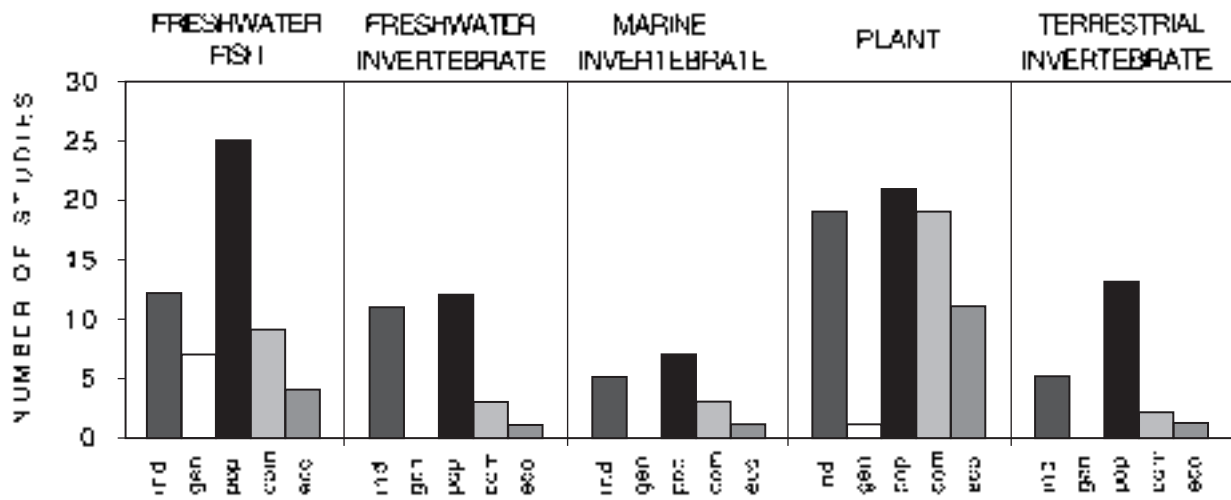 FRESHWATER FISH
FRESHWATER INVERTEBRATE
MARINE INVERTEBRATE
PLANT
TERRESTRIAL INVERTEBRATE
NUMBER OF STUDIES
30
25
20
15
10
5
0
ind gen pop com eco
ind gen pop com eco
ind gen pop com eco
ind gen pop com eco
ind gen pop com eco